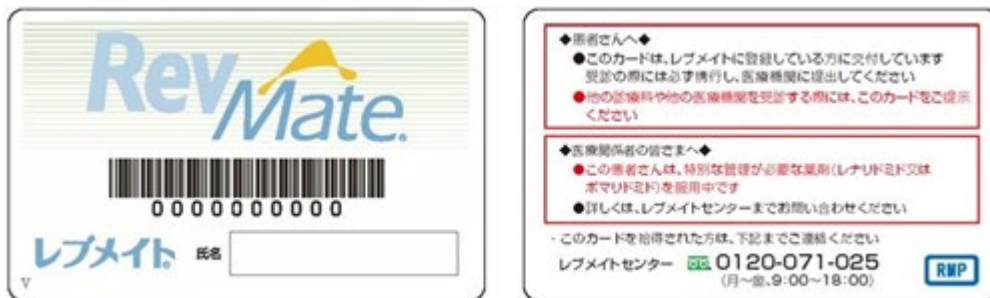 RevMate®
0000000000
レブメイト® 氏名
V
◆患者さんへ◆
●このカードは、レブメイトに登録している方に交付しています
受診の際には必ず携行し、医療機関に提出してください
●他の診療科や他の医療機関を受診する際には、このカードをご提示
ください
◆医療関係者の皆さまへ◆
●この患者さんは、特別な管理が必要な薬剤(レナリドミド又は
ポマリドミド)を服用中です
●詳しくは、レブメイトセンターまでお問い合わせください
・このカードを拾得された方は、下記までご連絡ください
レブメイトセンター 0120-071-025
(月~金、9:00~18:00)
RMP